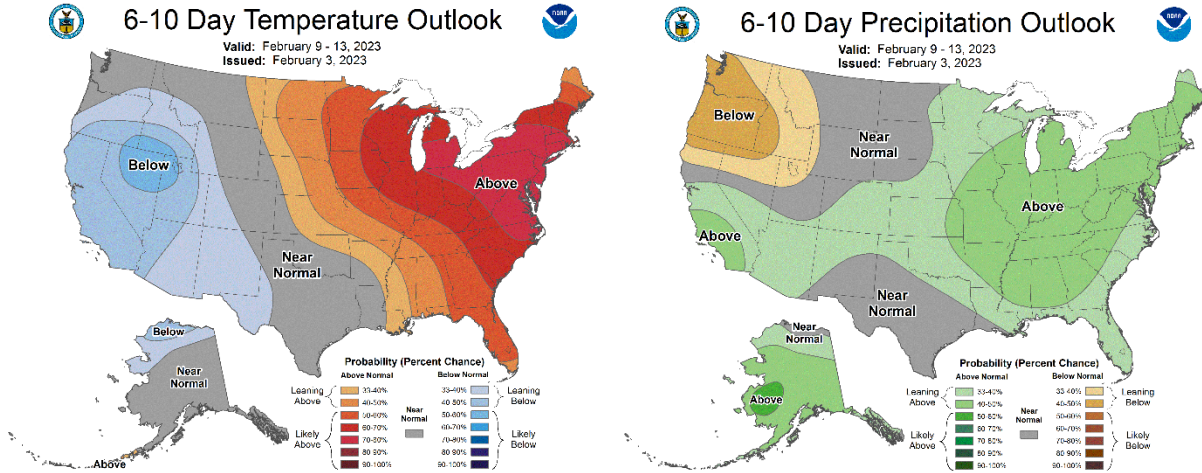 6-10 Day Temperature Outlook
Valid: February 9 - 13, 2023
Issued: February 3, 2023
Below
Above
Near
Normal
Below
Near
Normal
Above
Probability (Percent Chance)
Above Normal
Below Normal
Leaning
Above
Likely
Above
33-40%
40-50%
50-60%
60-70%
70-80%
80-90%
90-100%
Near
Normal
33-40%
40-50%
50-60%
60-70%
70-80%
80-90%
90-100%
Leaning
Below
Likely
Below
6-10 Day Precipitation Outlook
Valid: February 9 - 13, 2023
Issued: February 3, 2023
Below
Near
Normal
Above
Above
Near
Normal
Near
Normal
Above
Probability (Percent Chance)
Above Normal
Below Normal
Leaning
Above
Likely
Above
33-40%
40-50%
50-60%
60-70%
70-80%
80-90%
90-100%
Near
Normal
33-40%
40-50%
50-60%
60-70%
70-80%
80-90%
90-100%
Leaning
Below
Likely
Below